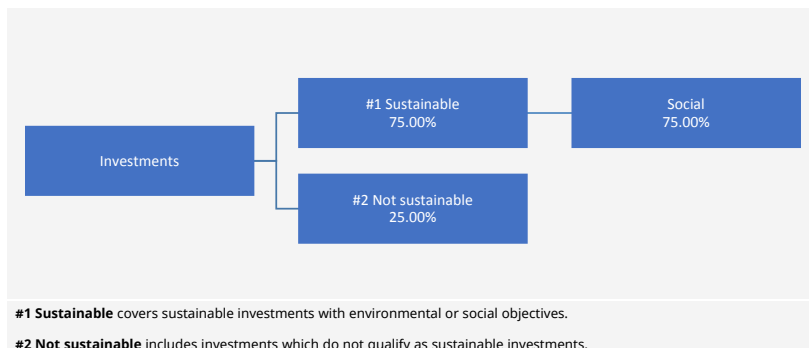 #1 Sustainable
75.00%
Social
75.00%
Investments
#2 Not sustainable
25.00%
#1 Sustainable covers sustainable investments with environmental or social objectives.
#2 Not sustainable includes investments which do not qualify as sustainable investments.